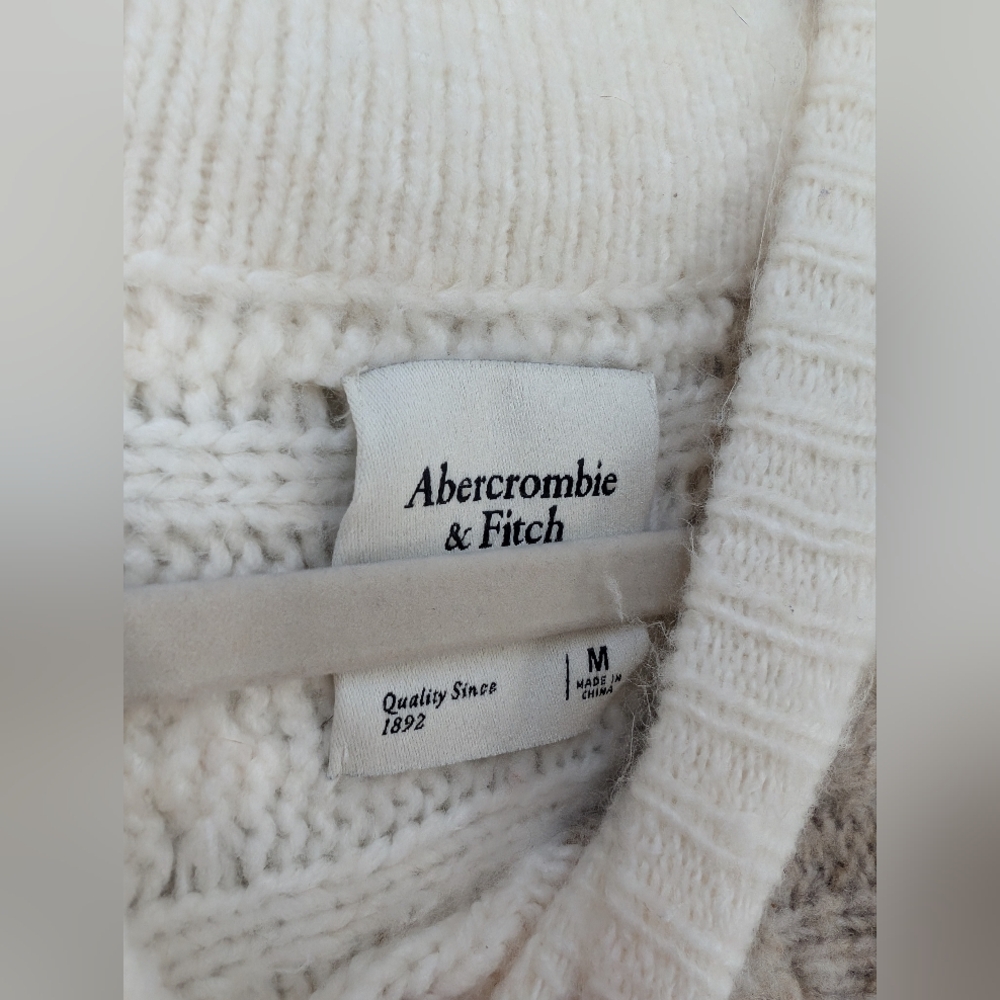 Abercrombie
& Fitch
Quality Since
1892
M
MADE IN
CHINA